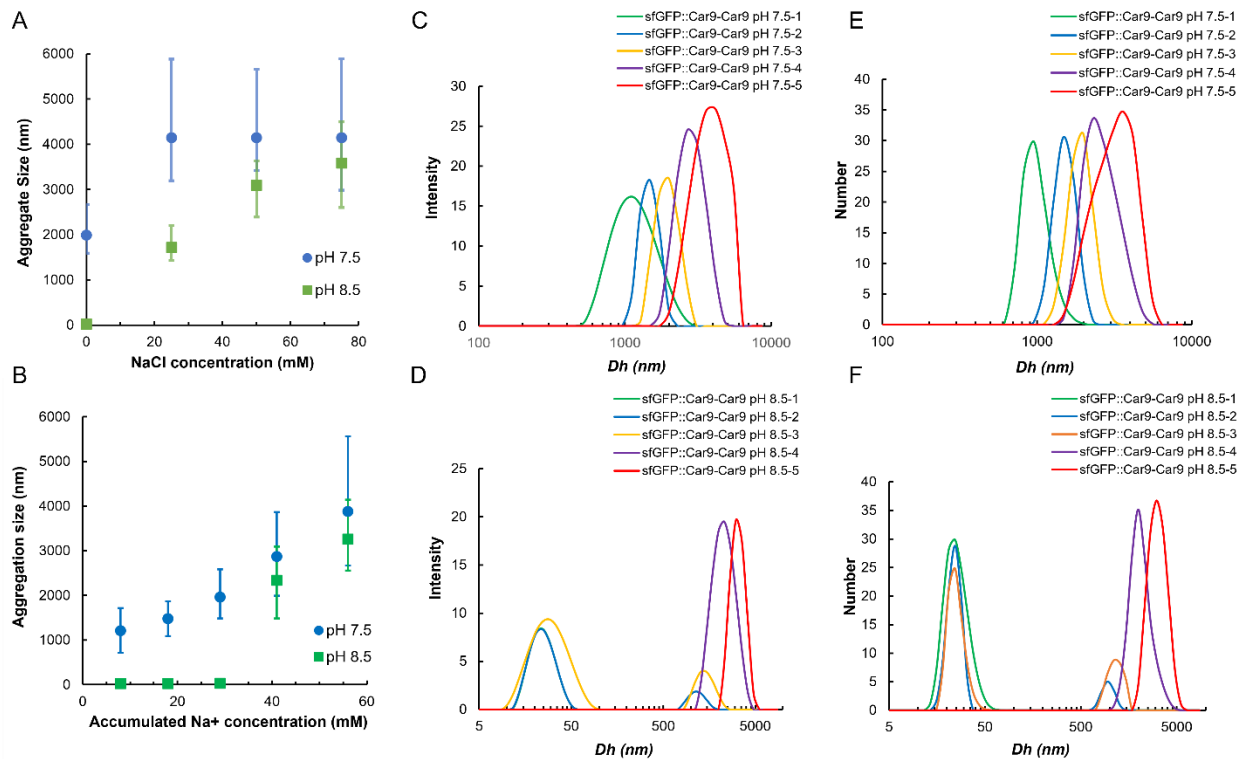 A
6000
5000
4000
3000
2000
1000
0
Aggregate Size (nm)
pH 7.5
pH 8.5
0 20 40 60 80
NaCl concentration (mM)
B
6000
5000
4000
3000
2000
1000
0
Aggregation size (nm)
pH 7.5
pH 8.5
0 20 40 60
Accumulated Na+ concentration (mM)
C
sfGFP::Car9-Car9 pH 7.5-1
sfGFP::Car9-Car9 pH 7.5-2
sfGFP::Car9-Car9 pH 7.5-3
sfGFP::Car9-Car9 pH 7.5-4
sfGFP::Car9-Car9 pH 7.5-5
30
25
20
15
10
5
0
Intensity
100 1000 10000
Dh (nm)
D
sfGFP::Car9-Car9 pH 8.5-1
sfGFP::Car9-Car9 pH 8.5-2
sfGFP::Car9-Car9 pH 8.5-3
sfGFP::Car9-Car9 pH 8.5-4
sfGFP::Car9-Car9 pH 8.5-5
25
20
15
10
5
0
Intensity
5 50 500 5000
Dh (nm)
E
sfGFP::Car9-Car9 pH 7.5-1
sfGFP::Car9-Car9 pH 7.5-2
sfGFP::Car9-Car9 pH 7.5-3
sfGFP::Car9-Car9 pH 7.5-4
sfGFP::Car9-Car9 pH 7.5-5
40
35
30
25
20
15
10
5
0
Number
100 1000 10000
Dh (nm)
F
sfGFP::Car9-Car9 pH 8.5-1
sfGFP::Car9-Car9 pH 8.5-2
sfGFP::Car9-Car9 pH 8.5-3
sfGFP::Car9-Car9 pH 8.5-4
sfGFP::Car9-Car9 pH 8.5-5
40
35
30
25
20
15
10
5
0
Number
5 50 500 5000
Dh (nm)